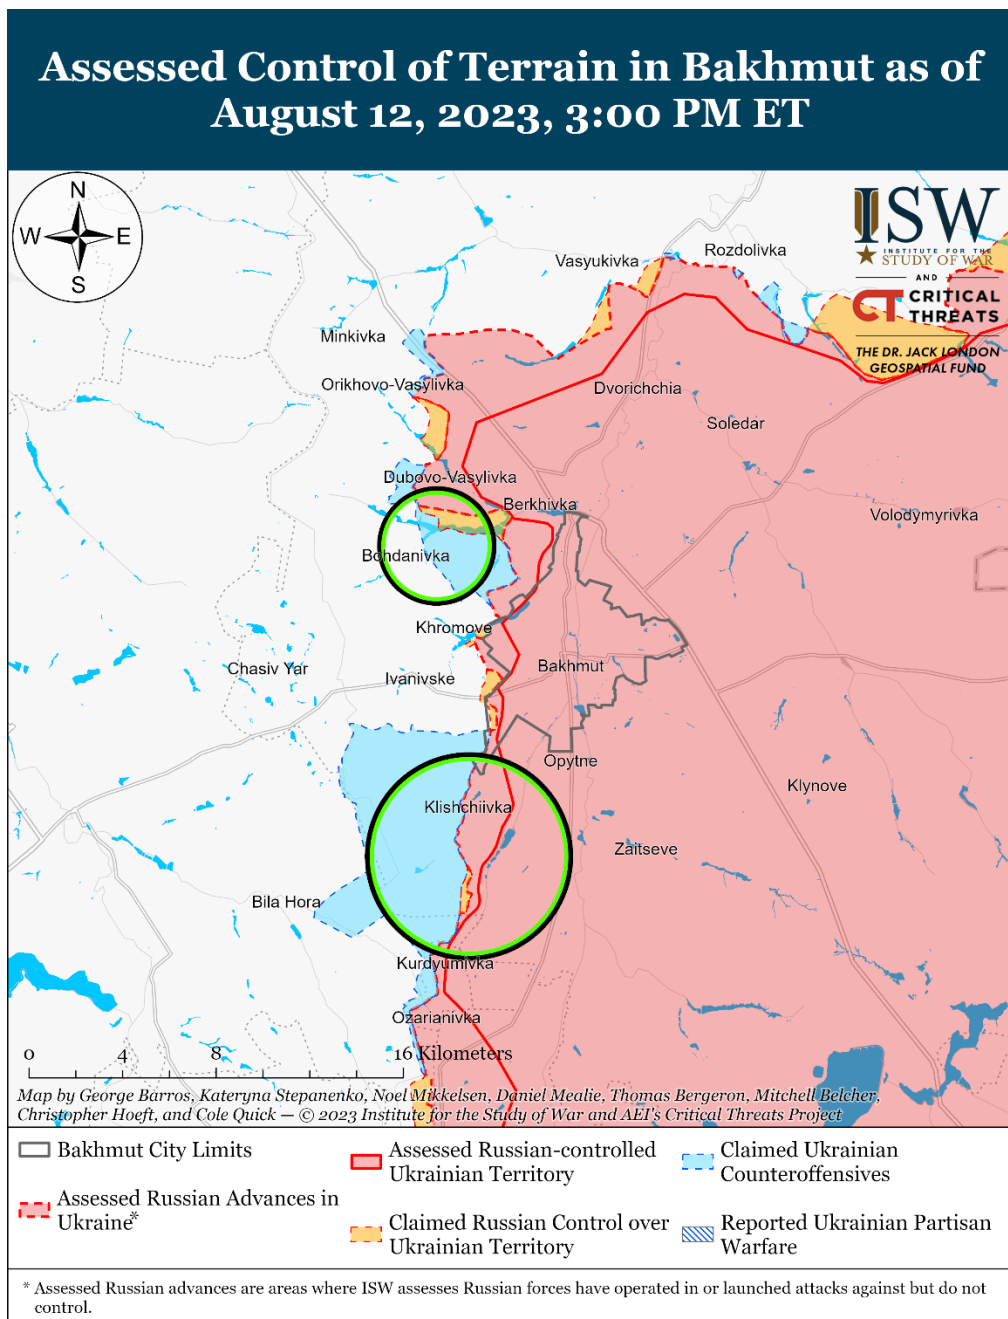 Assessed Control of Terrain in Bakhmut as of
August 12, 2023, 3:00 PM ET
N
W E
S
ISW
INSTITUTE FOR THE
STUDY OF WAR
AND
CT CRITICAL
THREATS
THE DR. JACK LONDON
GEOSPATIAL FUND
Rozdolivka
Vasyukivka
Minkivka
Orikhovo-Vasylivka
Dvorichchia
Soledar
Dubovo-Vasylivka
Berkhivka
Volodymyrivka
Bohdanivka
Khromove
Chasiv Yar
Bakhmut
Ivanivske
Opytne
Klynove
Klishchiivka
Zaitseve
Bila Hora
Kurdyumivka
Ozarianivka
0 4 8 16 Kilometers
Map by George Barros, Kateryna Stepanenko, Noel Mikkelsen, Daniel Mealie, Thomas Bergeron, Mitchell Belcher,
Christopher Hoeft, and Cole Quick — © 2023 Institute for the Study of War and AEI's Critical Threats Project
Bakhmut City Limits
Assessed Russian Advances in
Ukraine*
Assessed Russian-controlled
Ukrainian Territory
Claimed Russian Control over
Ukrainian Territory
Claimed Ukrainian
Counteroffensives
Reported Ukrainian Partisan
Warfare
* Assessed Russian advances are areas where ISW assesses Russian forces have operated in or launched attacks against but do not
control.